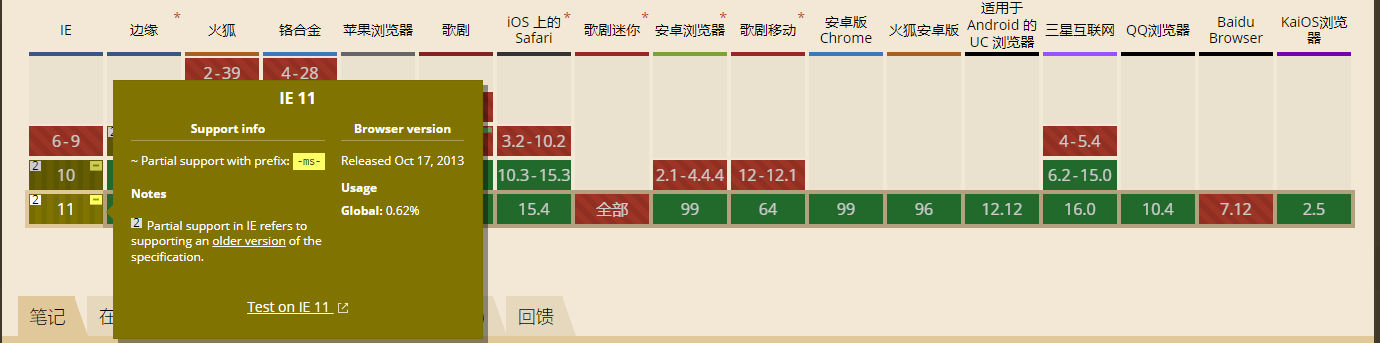 IE
边缘
*
火狐
铬合金
苹果浏览器
歌剧
iOS 上的
Safari
*
歌剧迷你
*
安卓浏览器
*
歌剧移动
*
安卓版
Chrome
火狐安卓版
适用于
Android 的
UC 浏览器
三星互联网
QQ浏览器
Baidu
Browser
KaiOS浏览
器
2-39
4-28
IE 11
Support info
Browser version
6-9
2
3.2-10.2
4-5.4
~ Partial support with prefix: -ms-
Released Oct 17, 2013
2
10
10.3-15.3
2.1-4.4.4
12-12.1
6.2-15.0
Notes
Usage
Global: 0.62%
2
11
15.4
全部
99
64
99
96
12.12
16.0
10.4
7.12
2.5
2 Partial support in IE refers to
supporting an older version of the
specification.
Test on IE 11
笔记
在
回馈